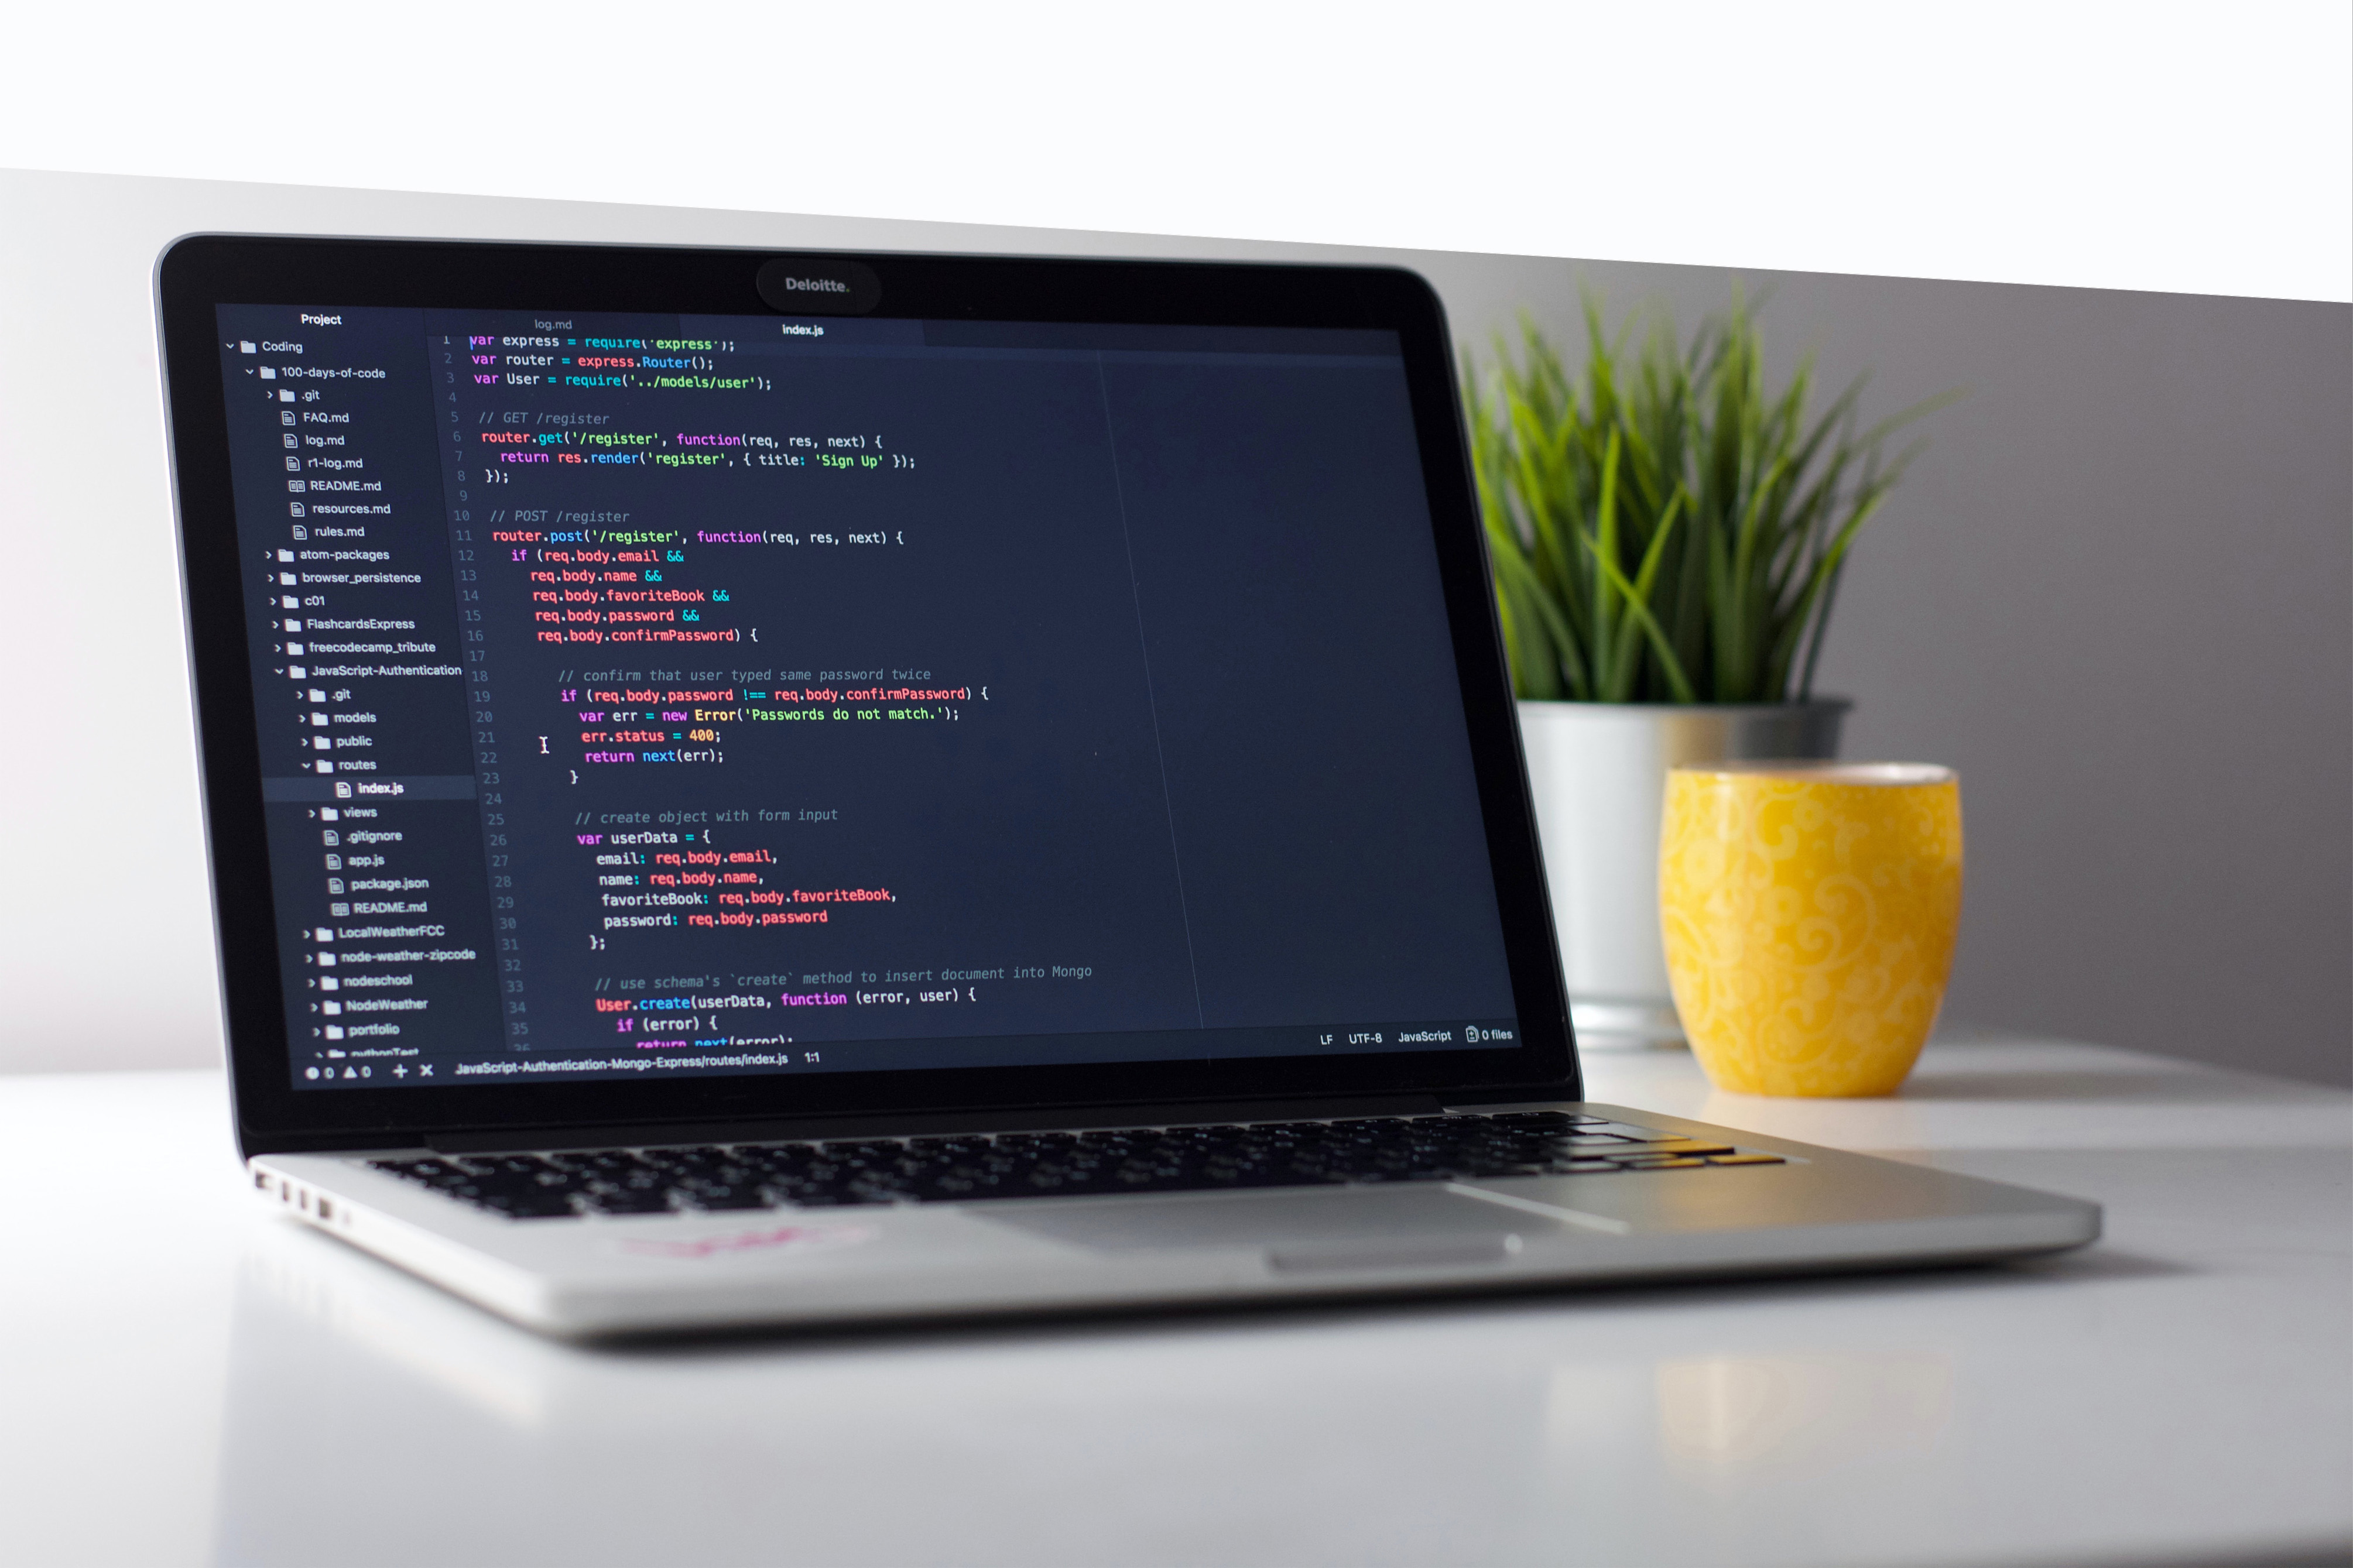 Deloitte.
Project
Coding
100-days-of-code
.git
FAQ.md
log.md
r1-log.md
README.md
resources.md
rules.md
atom-packages
browser_persistence
c01
FlashcardsExpress
freecodecamp_tribute
JavaScript-Authentication
.git
models
public
routes
index.js
views
.gitignore
app.js
package.json
README.md
LocalWeatherFCC
node-weather-zipcode
nodeschool
NodeWeather
portfolio
pythonTest
log.md
index.js
1 var express = require('express');
2 var router = express.Router();
3 var User = require('../models/user');
4
5 // GET /register
6 router.get('/register', function(req, res, next) {
7 return res.render('register', { title: 'Sign Up' });
8 });
9
10 // POST /register
11 router.post('/register', function(req, res, next) {
12 if (req.body.email &&
13 req.body.name &&
14 req.body.favoriteBook &&
15 req.body.password &&
16 req.body.confirmPassword) {
17
18 // confirm that user typed same password twice
19 if (req.body.password !== req.body.confirmPassword) {
20 var err = new Error('Passwords do not match.');
21 err.status = 400;
22 return next(err);
23 }
24
25 // create object with form input
26 var userData = {
27 email: req.body.email,
28 name: req.body.name,
29 favoriteBook: req.body.favoriteBook,
30 password: req.body.password
31 };
32
33 // use schema's `create` method to insert document into Mongo
34 User.create(userData, function (error, user) {
35 if (error) {
36 return next(error);
0 0 JavaScript-Authentication-Mongo-Express/routes/index.js 1:1 LF UTF-8 JavaScript 0 files